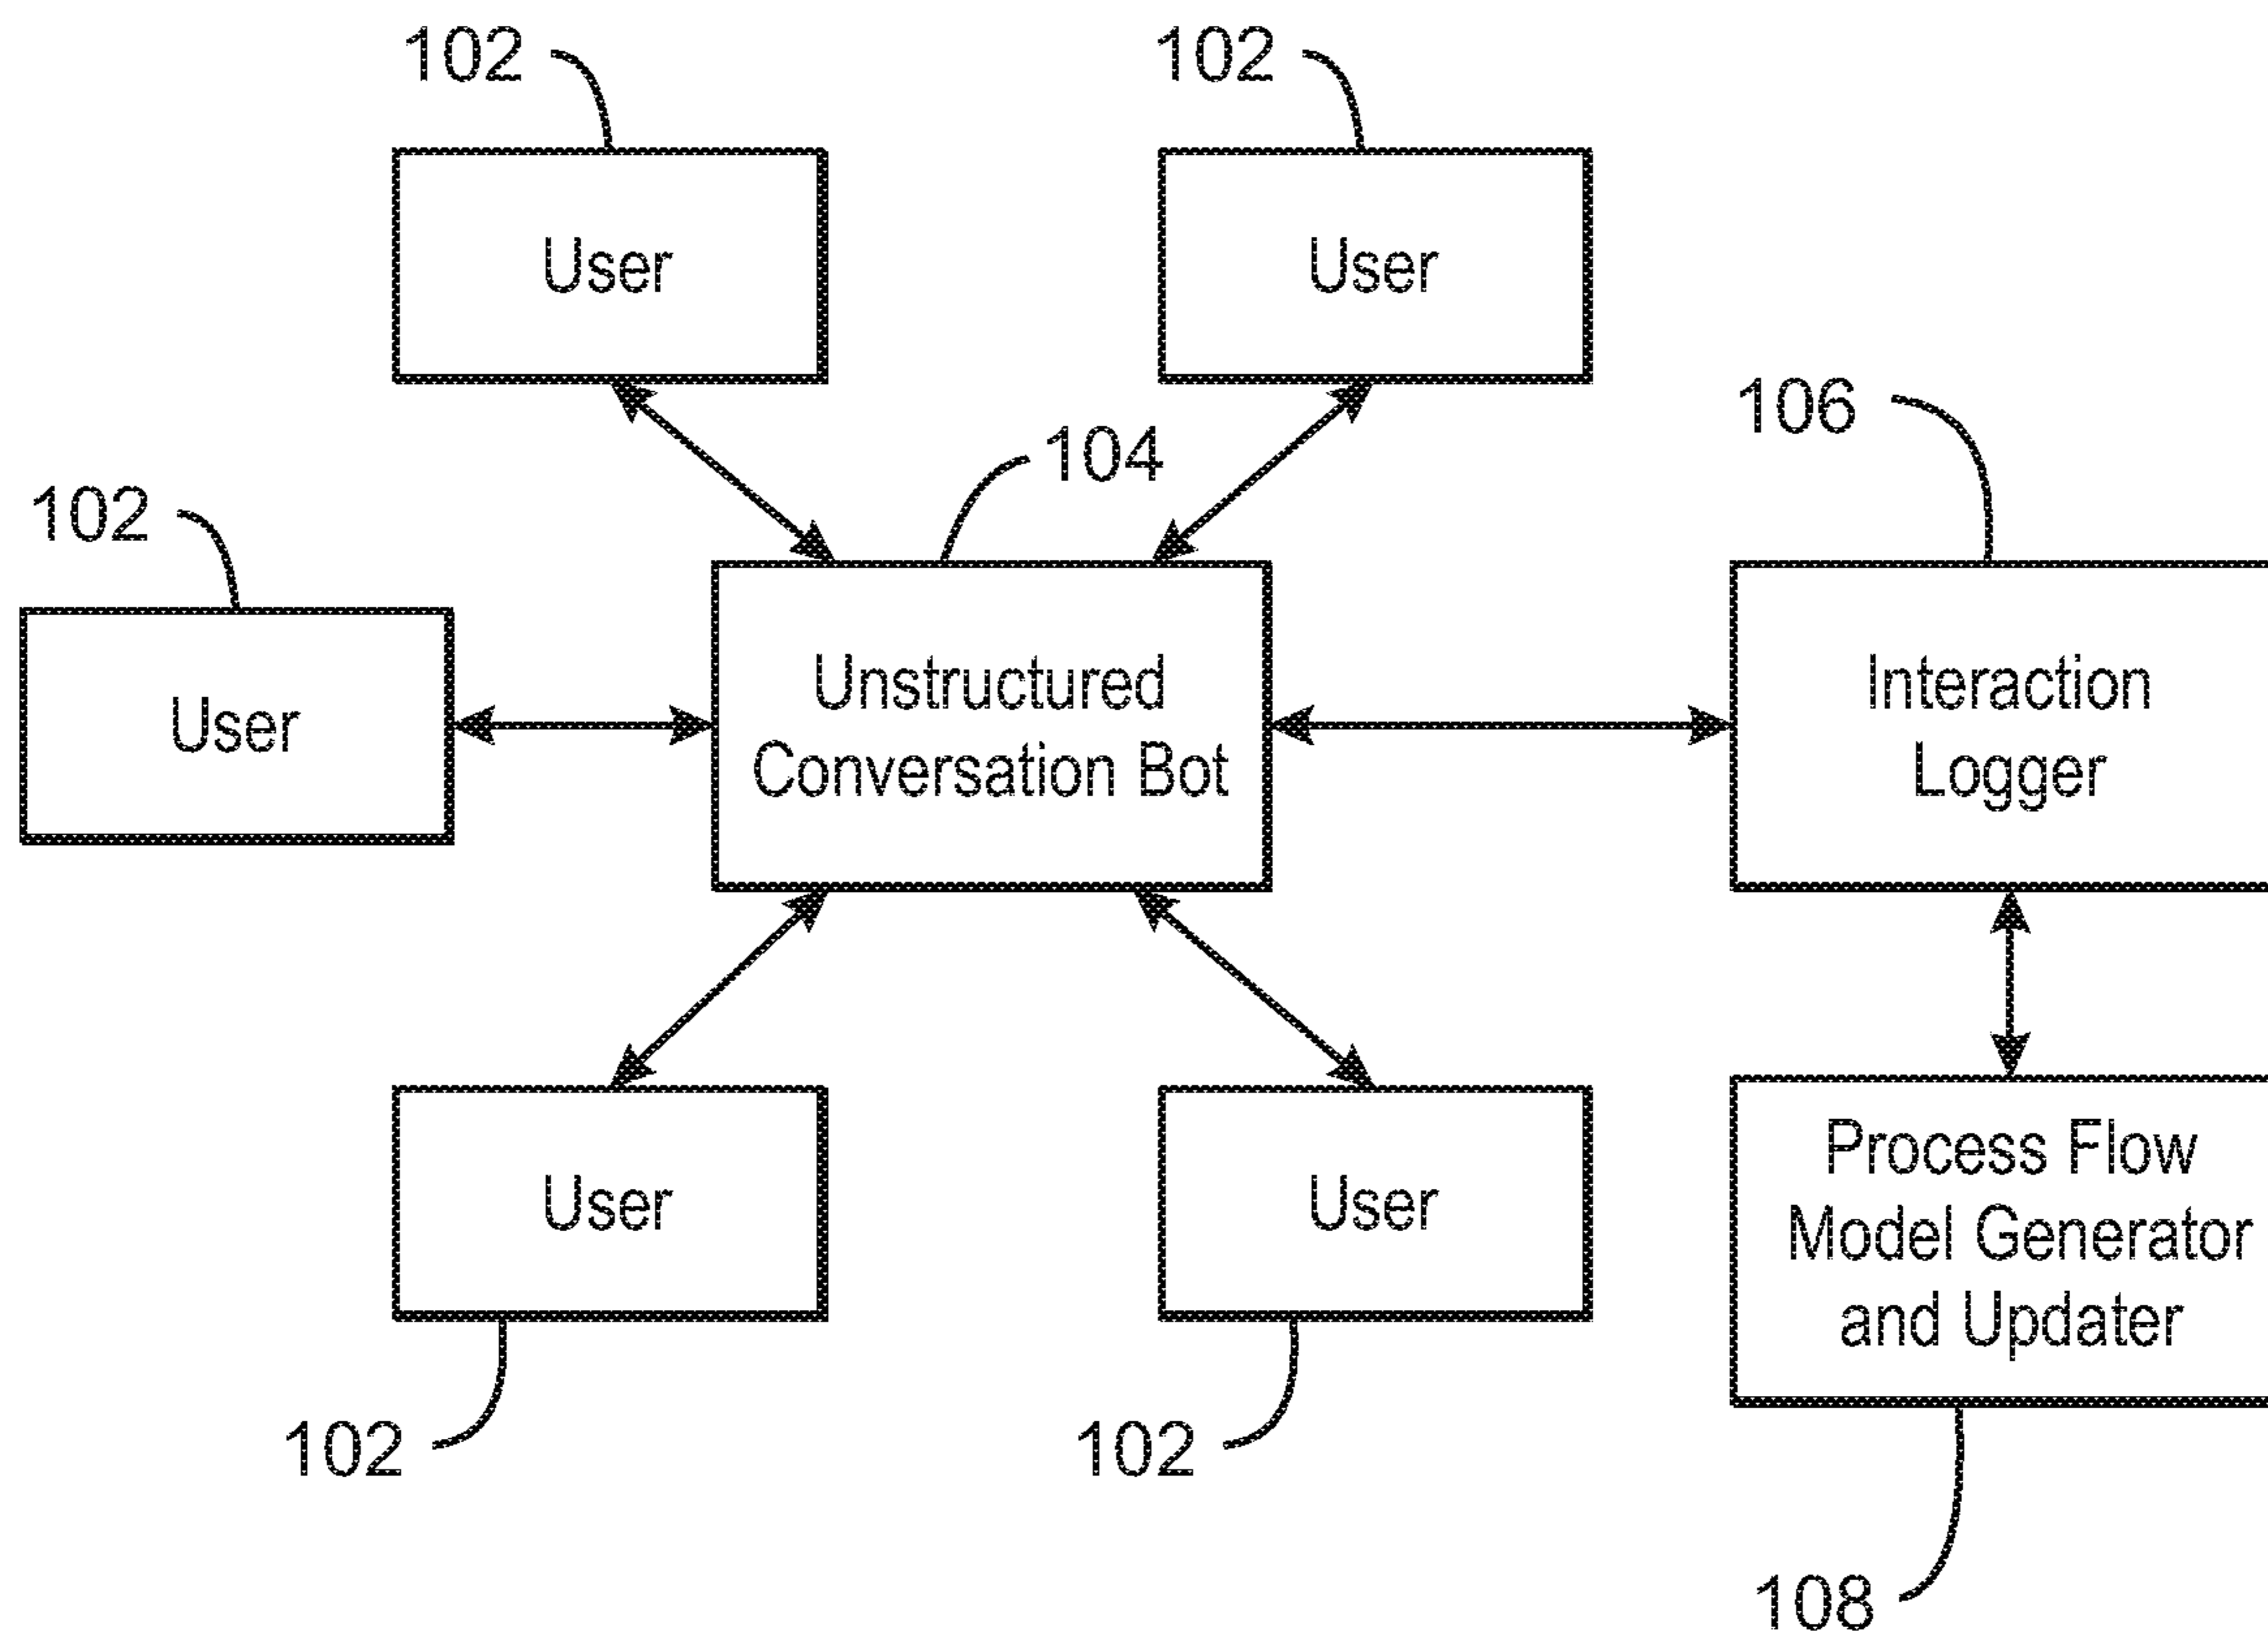 102
102
User
User
106
104
102
Unstructured
Conversation Bot
Interaction
Logger
User
User
User
Process Flow
Model Generator
and Updater
102
102
108